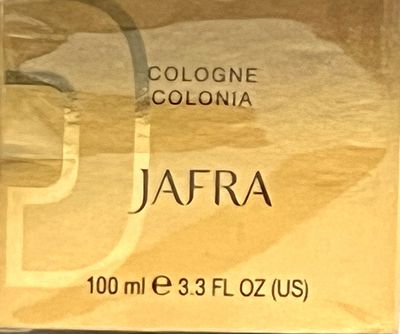 COLOGNE
COLONIA
JAFRA
100 ml ℮ 3.3 FL OZ (US)